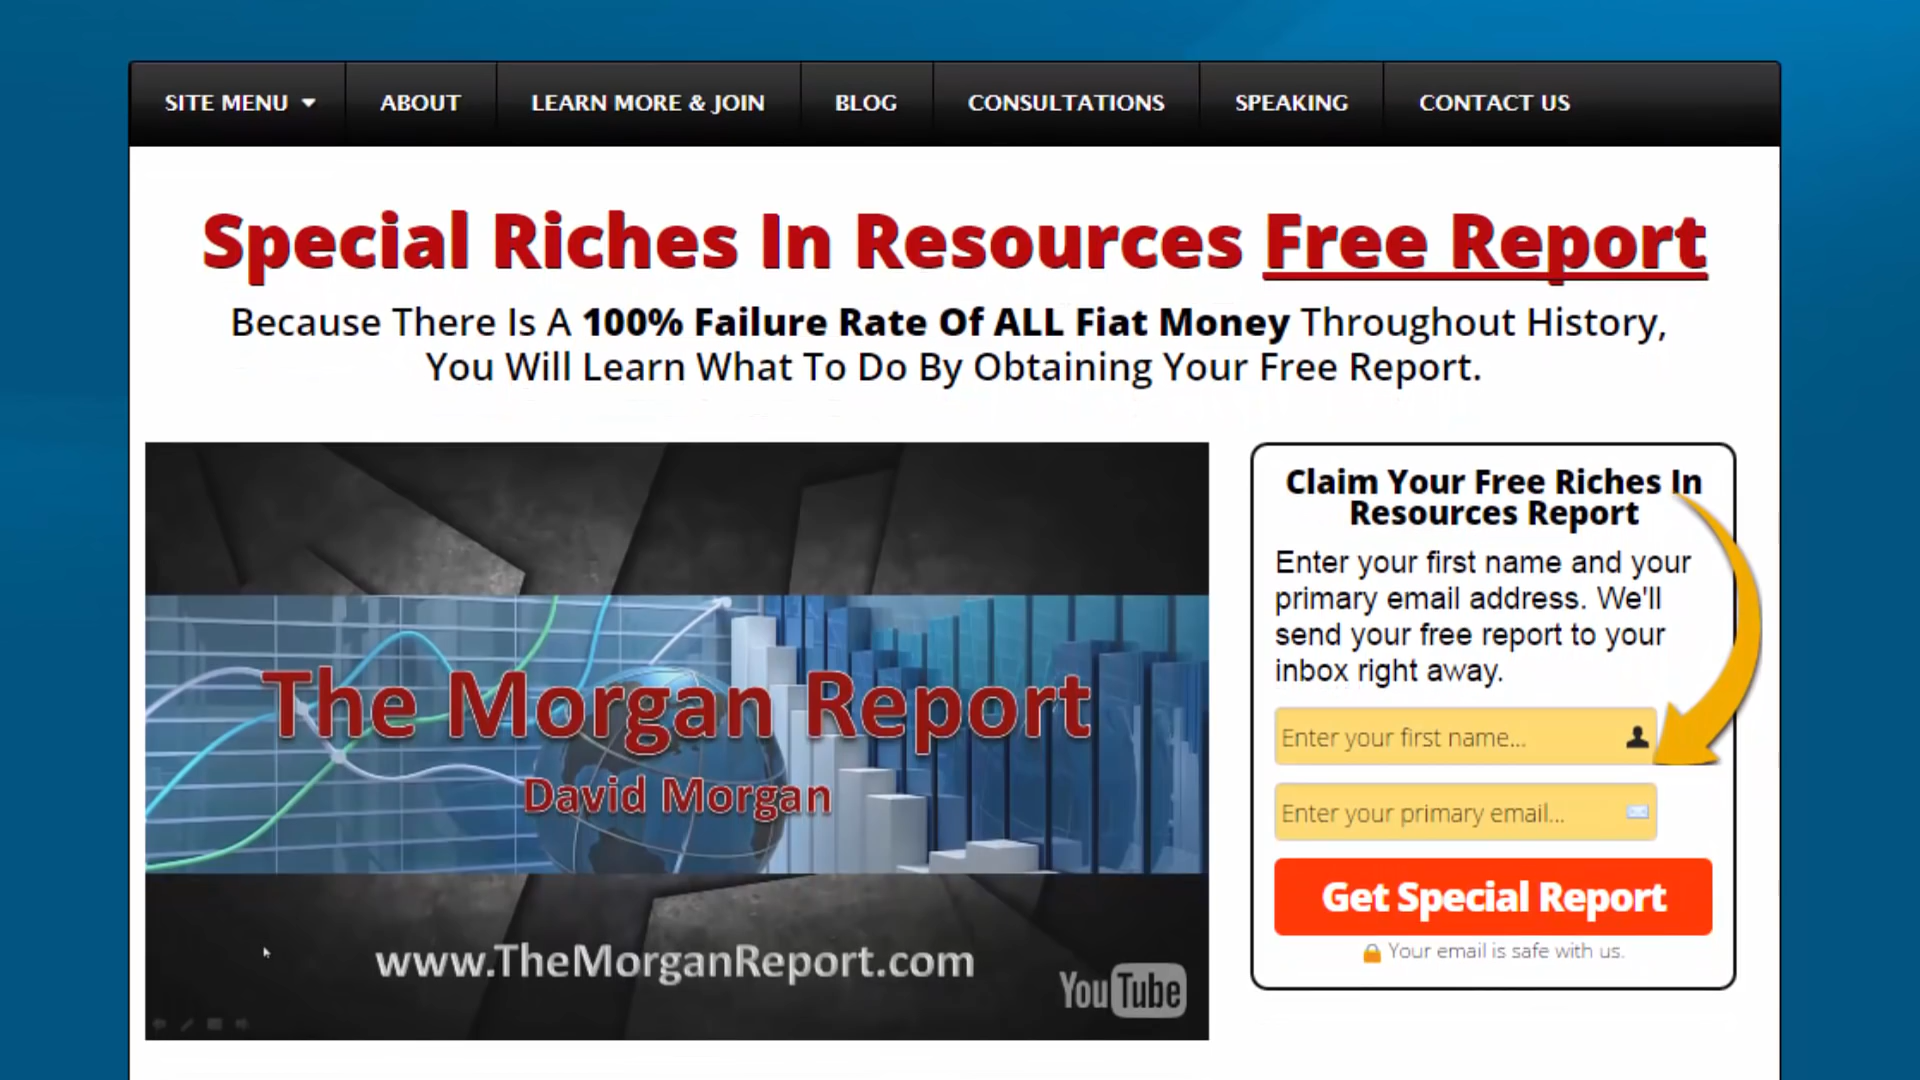 SITE MENU
ABOUT
LEARN MORE & JOIN
BLOG
CONSULTATIONS
SPEAKING
CONTACT US
Special Riches In Resources Free Report
Because There Is A 100% Failure Rate Of ALL Fiat Money Throughout History,
You Will Learn What To Do By Obtaining Your Free Report.
The Morgan Report
David Morgan
www.TheMorganReport.com
YouTube
Claim Your Free Riches In
Resources Report
Enter your first name and your
primary email address. We'll
send your free report to your
inbox right away.
Enter your first name...
Enter your primary email...
Get Special Report
Your email is safe with us.